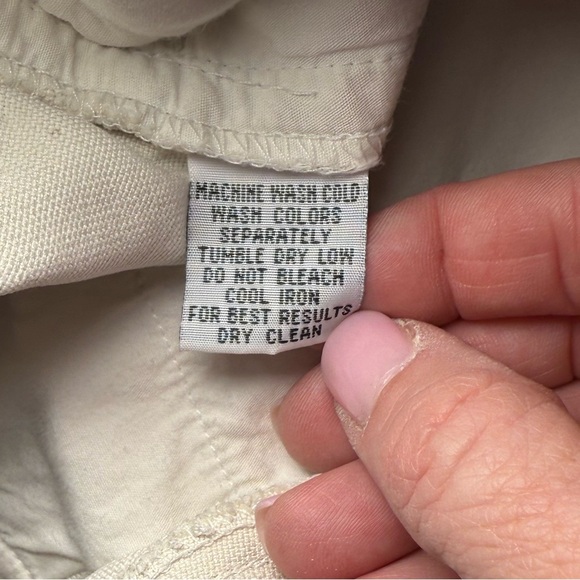 MACHINE WASH COLD
WASH COLORS
SEPARATELY
TUMBLE DRY LOW
DO NOT BLEACH
COOL IRON
FOR BEST RESULTS
DRY CLEAN